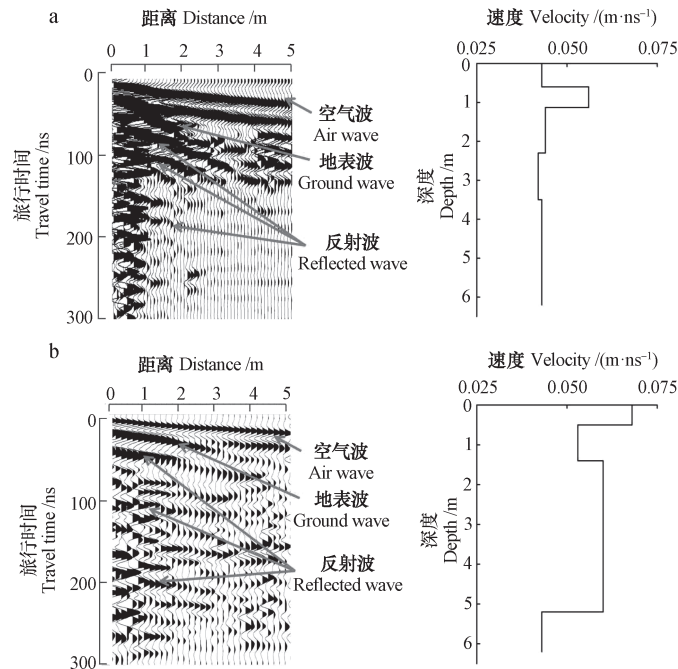 a
距离 Distance /m
0 1 2 3 4 5
旅行时间
Travel time /ns
0
100
200
300
空气波
Air wave
地表波
Ground wave
反射波
Reflected wave
速度 Velocity /(m·ns⁻¹)
0.025 0.050 0.075
深度
Depth /m
0
1
2
3
4
5
6
b
距离 Distance /m
0 1 2 3 4 5
旅行时间
Travel time /ns
0
100
200
300
空气波
Air wave
地表波
Ground wave
反射波
Reflected wave
速度 Velocity /(m·ns⁻¹)
0.025 0.050 0.075
深度
Depth /m
0
1
2
3
4
5
6